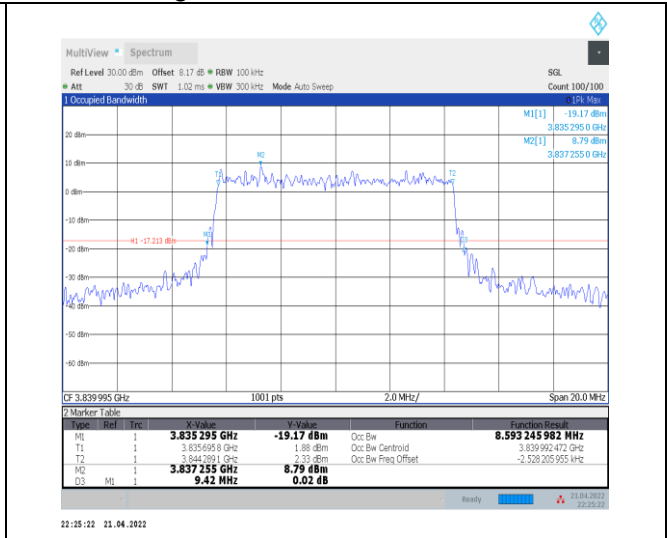 MultiView Spectrum
Ref Level 30.00 dBm Offset 8.17 dB RBW 100 kHz SGL
Att 30 dB SWT 1.02 ms VBW 300 kHz Mode Auto Sweep Count 100/100
1 Occupied Bandwidth 1Pk Max
M1[1] -19.17 dBm
3.835 295 0 GHz
M2[1] 8.79 dBm
3.837 255 0 GHz
20 dBm
10 dBm
M2
T1 T2
0 dBm
-10 dBm
M1 D3
H1 -17.213 dBm
-20 dBm
-30 dBm
-40 dBm
-50 dBm
-60 dBm
CF 3.839 995 GHz 1001 pts 2.0 MHz/ Span 20.0 MHz
2 Marker Table
Type Ref Trc X-Value Y-Value Function Function Result
M1 1 3.835 295 GHz -19.17 dBm Occ Bw 8.593 245 982 MHz
T1 1 3.835 695 8 GHz 1.88 dBm Occ Bw Centroid 3.839 992 472 GHz
T2 1 3.844 289 1 GHz 2.33 dBm Occ Bw Freq Offset -2.528 205 955 kHz
M2 1 3.837 255 GHz 8.79 dBm
D3 M1 1 9.42 MHz 0.02 dB
Ready 21.04.2022
22:25:22
22:25:22 21.04.2022